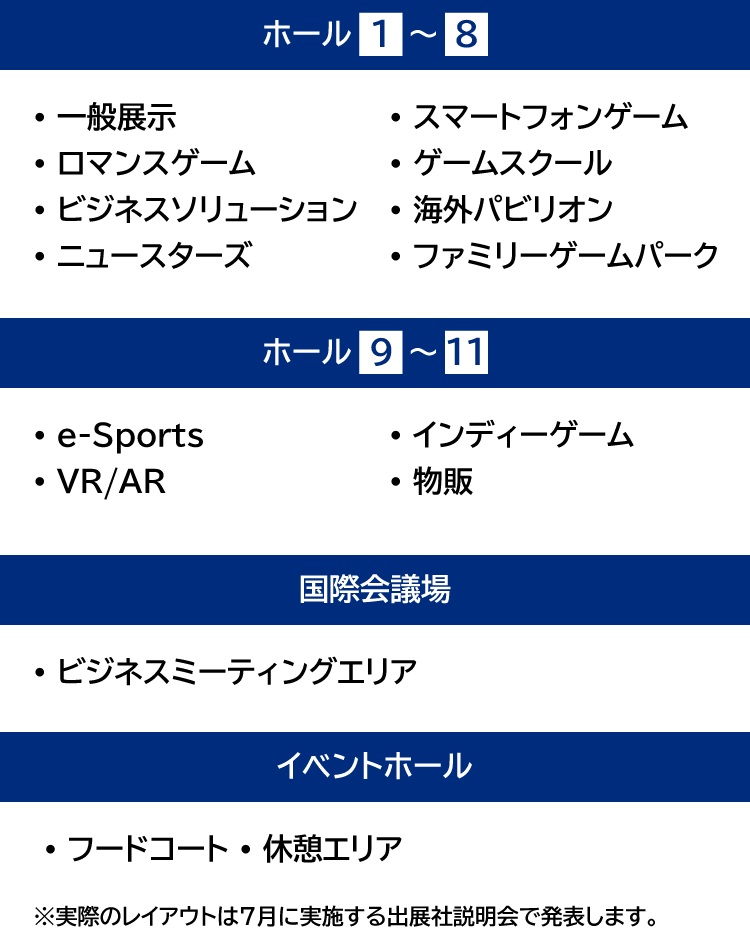 ホール 1 ～ 8
• 一般展示
• ロマンスゲーム
• ビジネスソリューション
• ニュースターズ
• スマートフォンゲーム
• ゲームスクール
• 海外パビリオン
• ファミリーゲームパーク
ホール 9 ～ 11
• e-Sports
• VR/AR
• インディーゲーム
• 物販
国際会議場
• ビジネスミーティングエリア
イベントホール
• フードコート • 休憩エリア
※実際のレイアウトは7月に実施する出展社説明会で発表します。